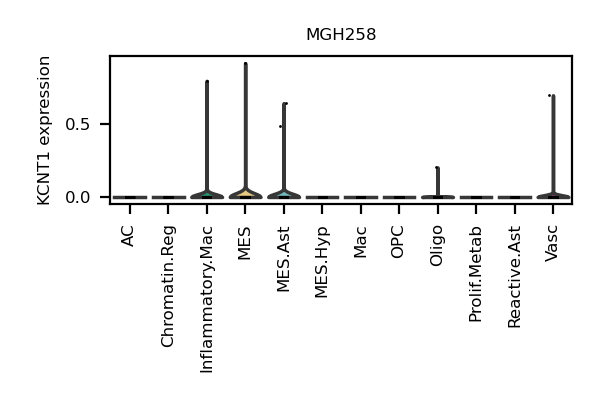 MGH258
KCNT1 expression
0.5
0.0
AC
Chromatin.Reg
Inflammatory.Mac
MES
MES.Ast
MES.Hyp
Mac
OPC
Oligo
Prolif.Metab
Reactive.Ast
Vasc